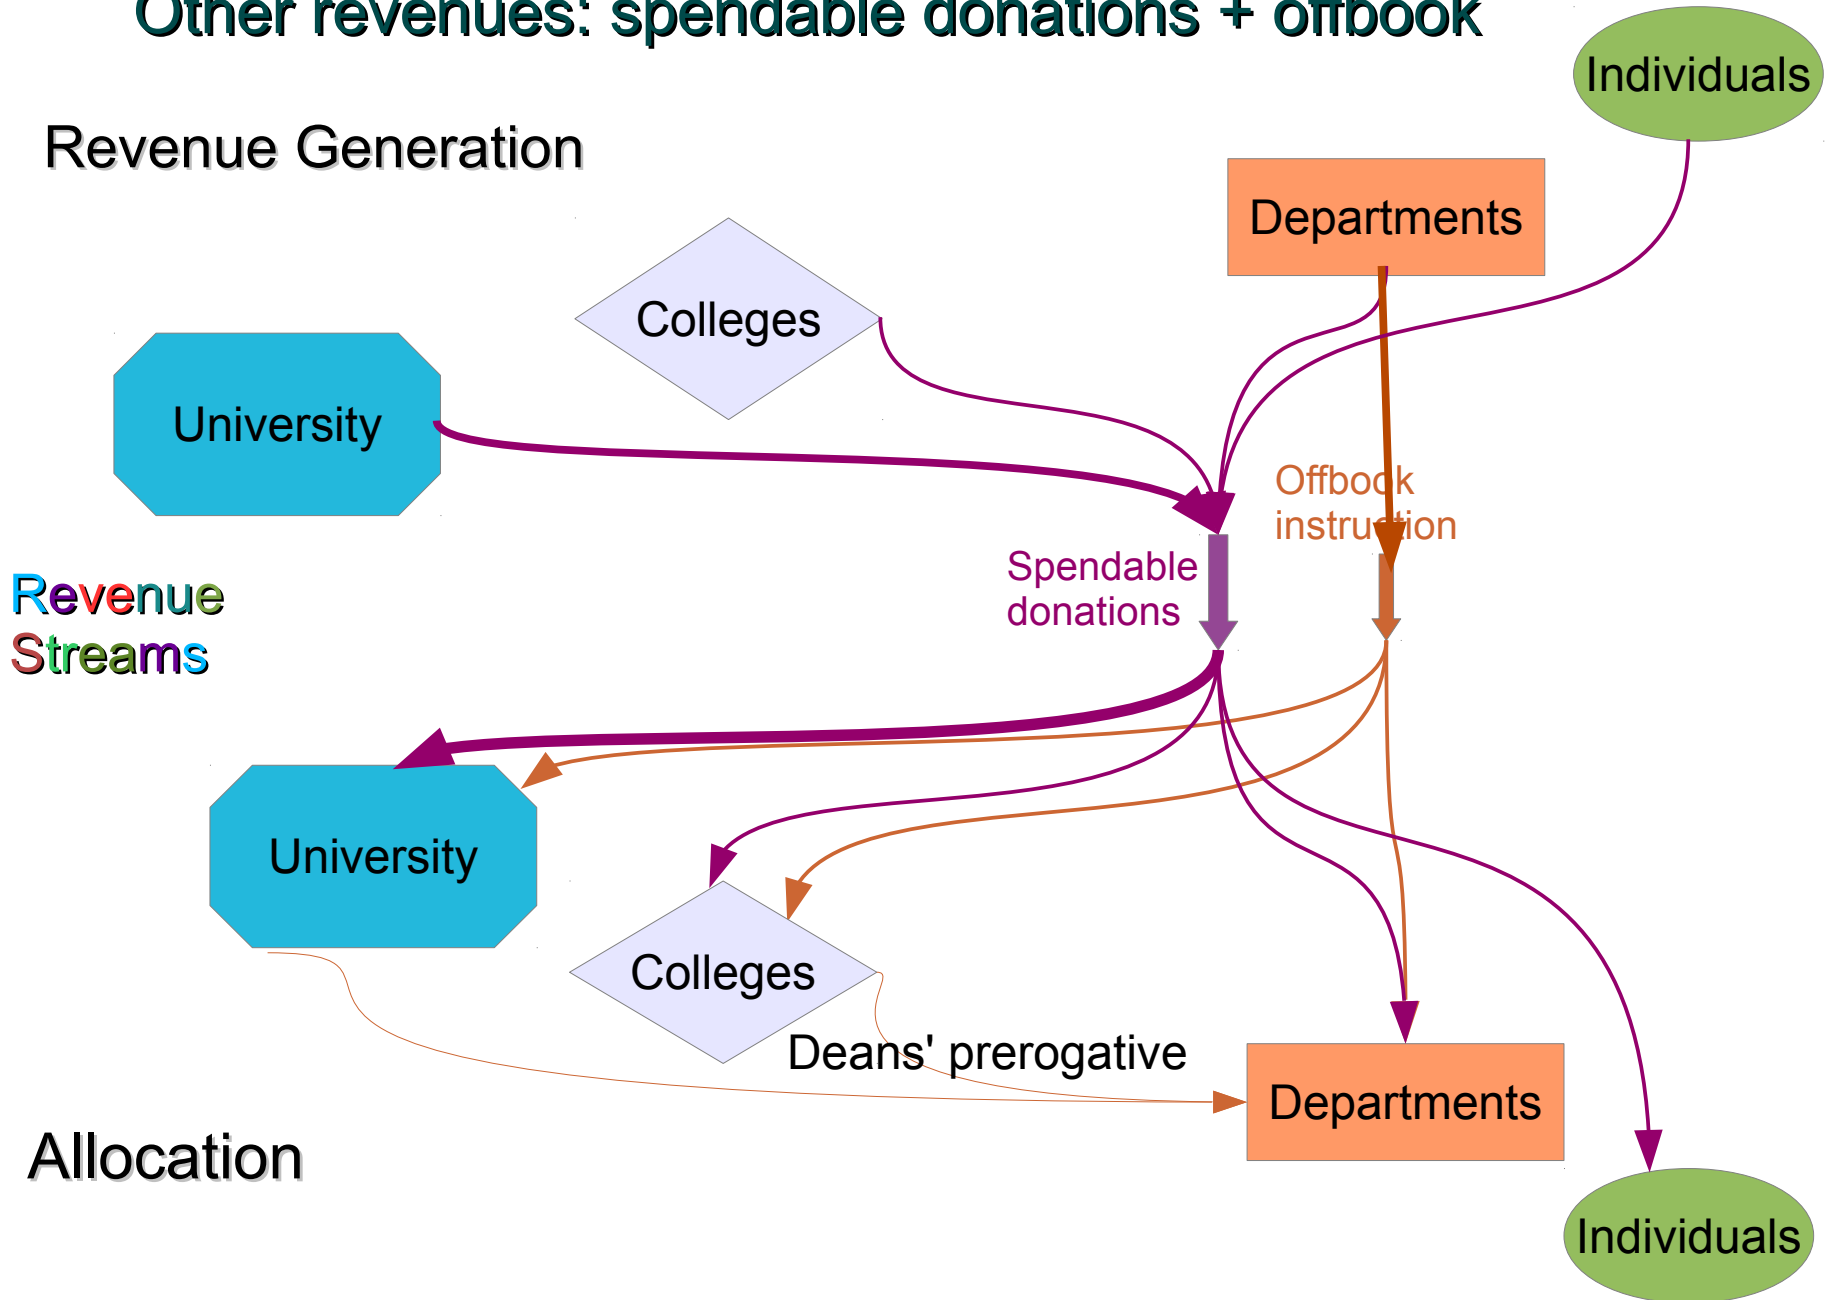 Other revenues: spendable donations + offbook
Individuals
Revenue Generation
Departments
Colleges
University
Offbook
instruction
Spendable
donations
Revenue
Streams
University
Colleges
Deans' prerogative
Departments
Allocation
Individuals